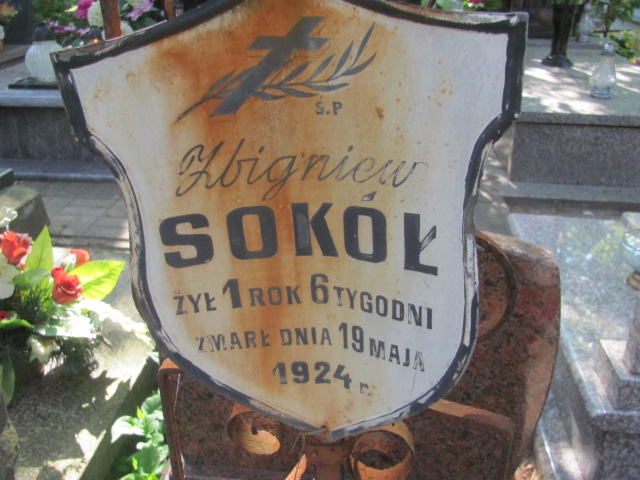 Ś.P
Zbigniew
SOKÓŁ
ŻYŁ 1 ROK 6 TYGODNI
ZMARŁ DNIA 19 MAJA
1924 r.